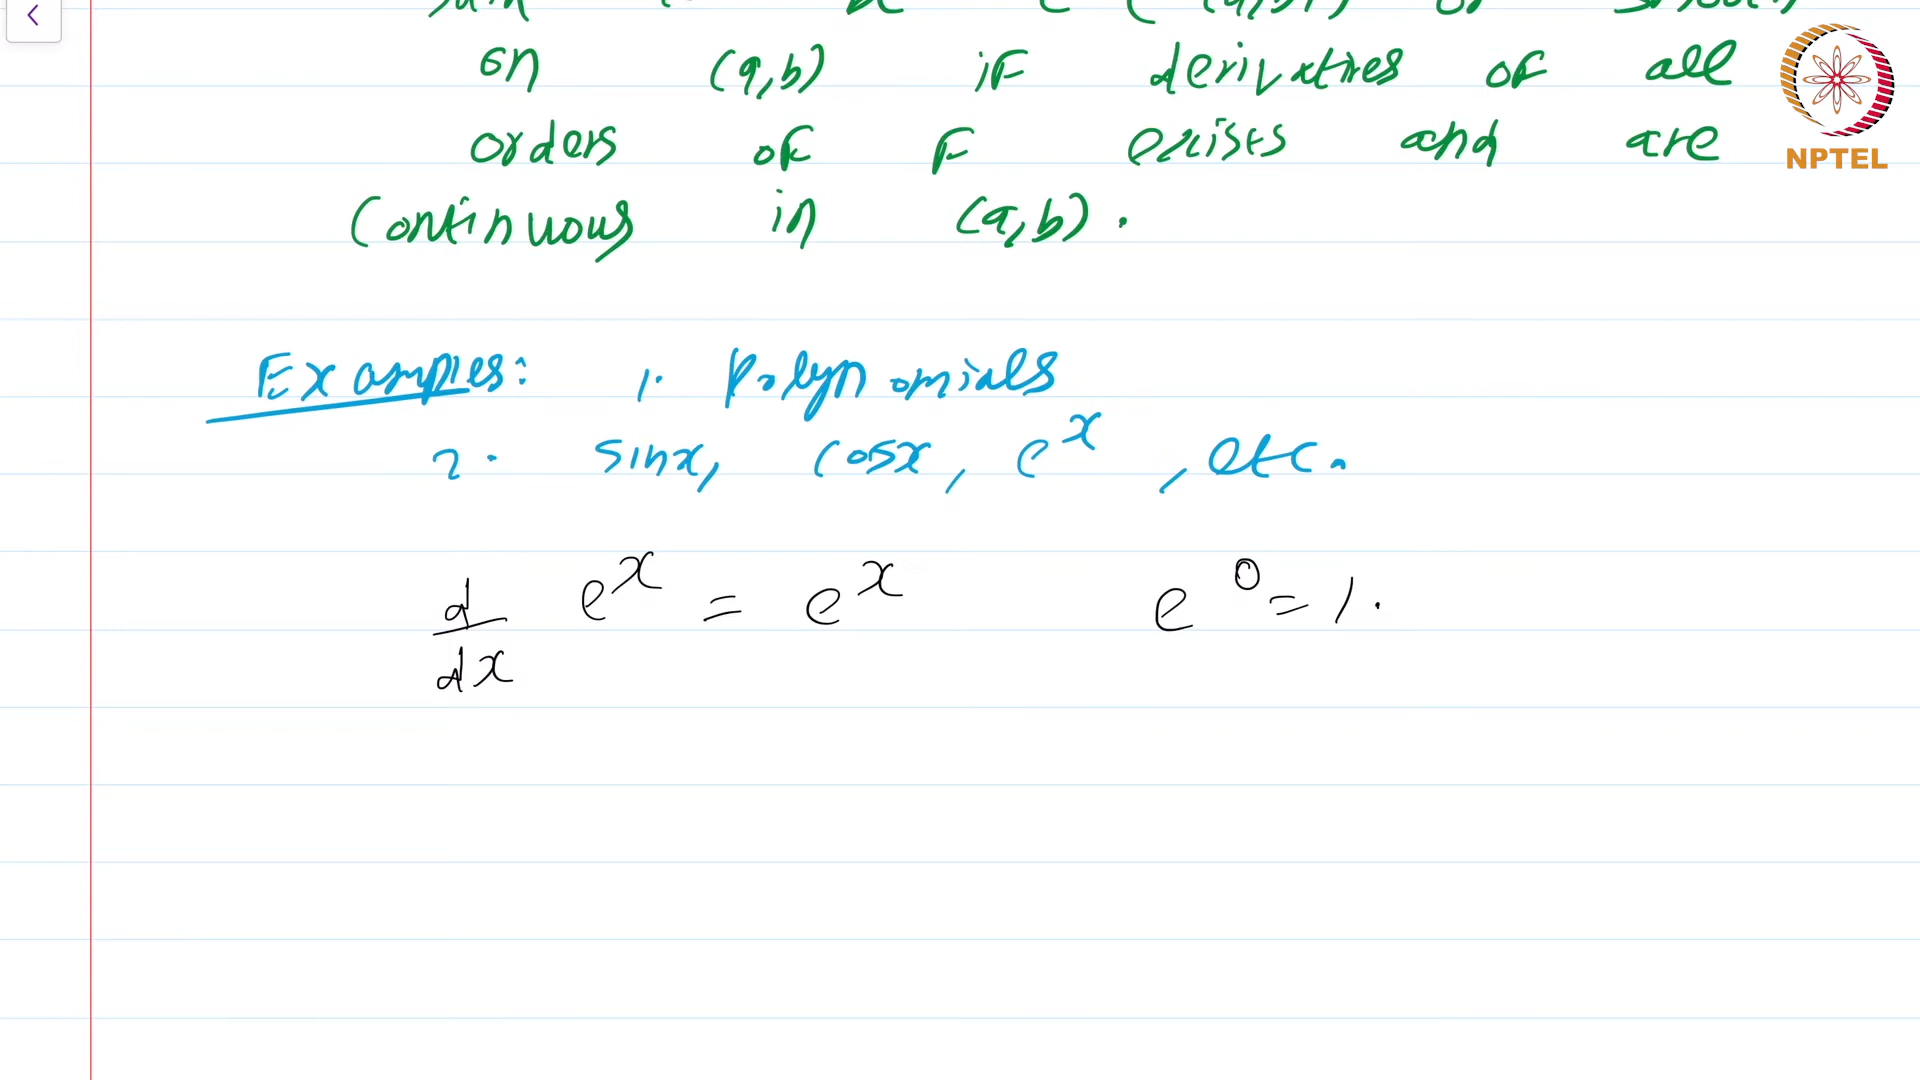 on (a,b) if derivatives of all
orders of F exists and are
continuous in (a,b).
NPTEL
Examples: 1. Polynomials
2. sinx, cosx, e^x, etc.
d/dx e^x = e^x e^0 = 1.